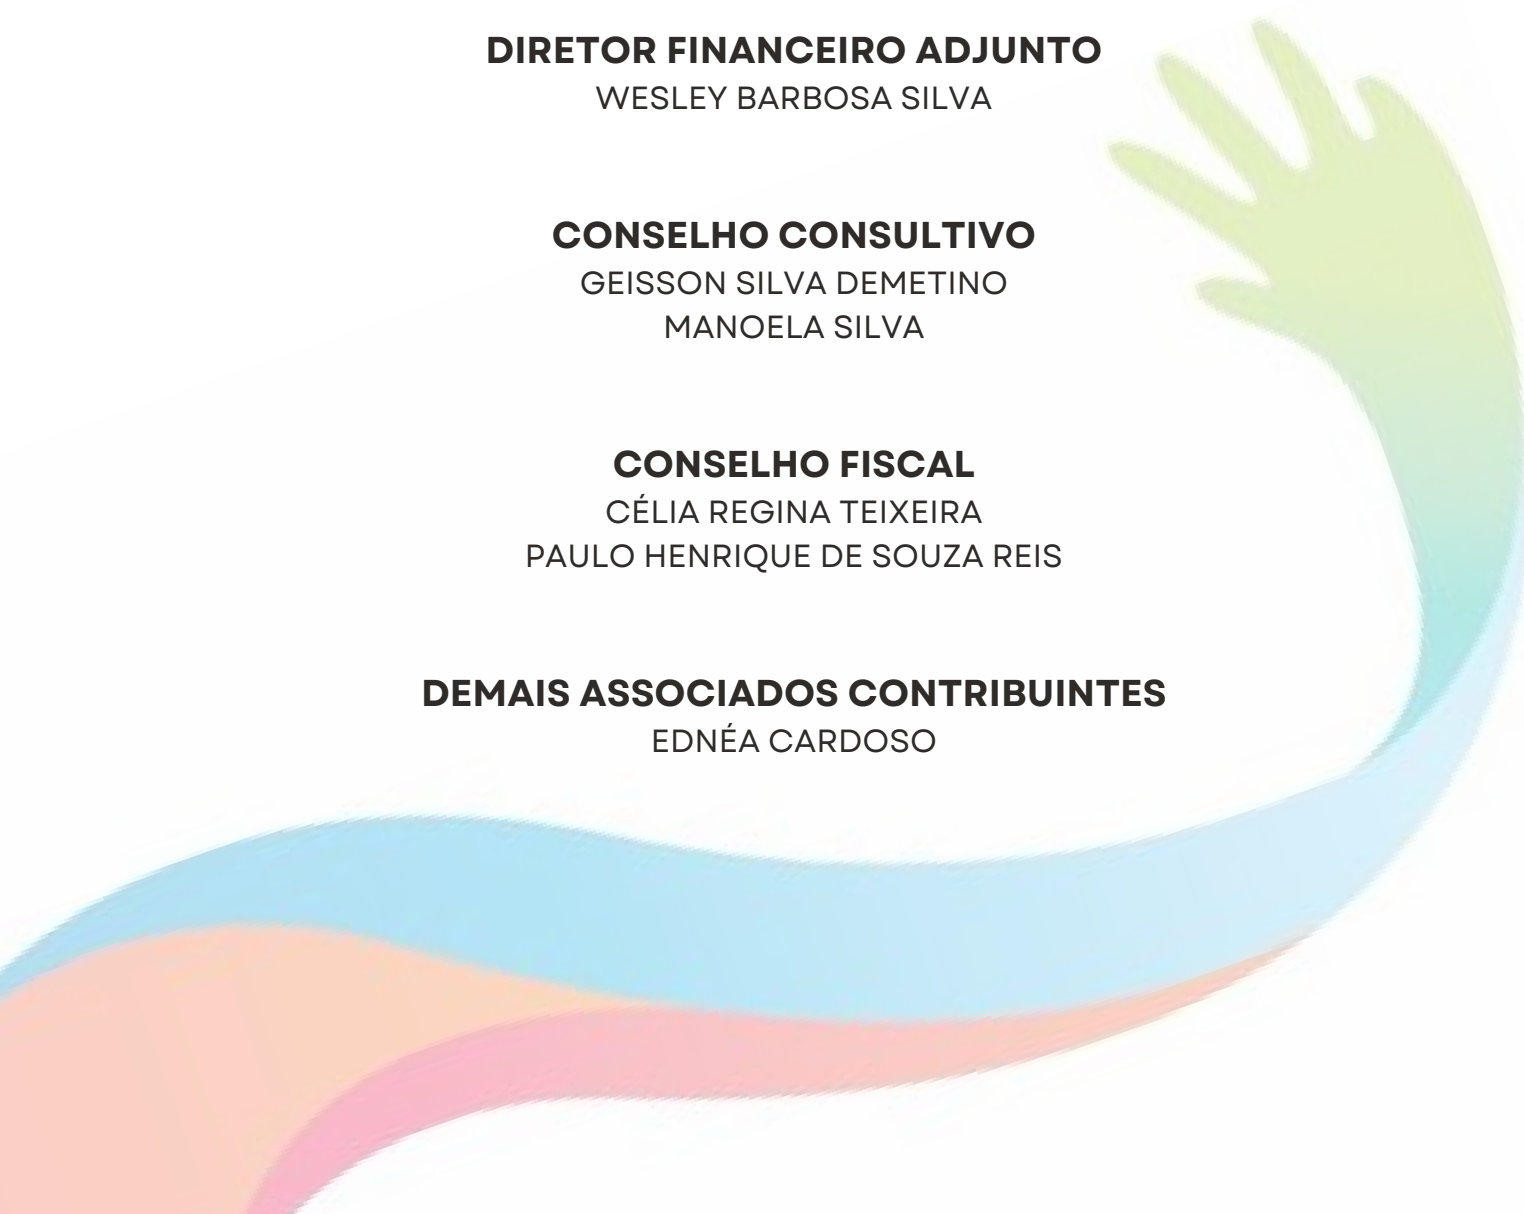 DIRETOR FINANCEIRO ADJUNTO
WESLEY BARBOSA SILVA
CONSELHO CONSULTIVO
GEISSON SILVA DEMETINO
MANOELA SILVA
CONSELHO FISCAL
CÉLIA REGINA TEIXEIRA
PAULO HENRIQUE DE SOUZA REIS
DEMAIS ASSOCIADOS CONTRIBUINTES
EDNÉA CARDOSO